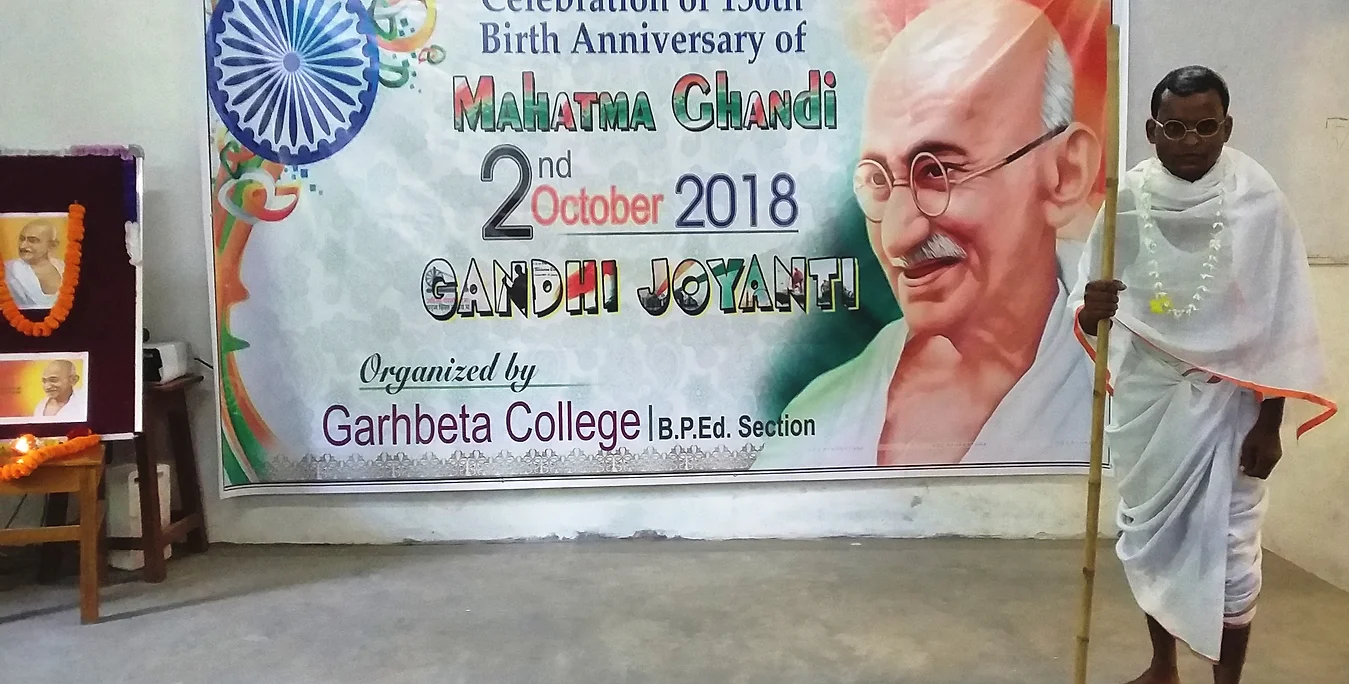 Celebration of 150th
Birth Anniversary of
MAHATMA GHANDI
2nd October 2018
GANDHI JOYANTI
Organized by
Garhbeta College | B.P.Ed. Section